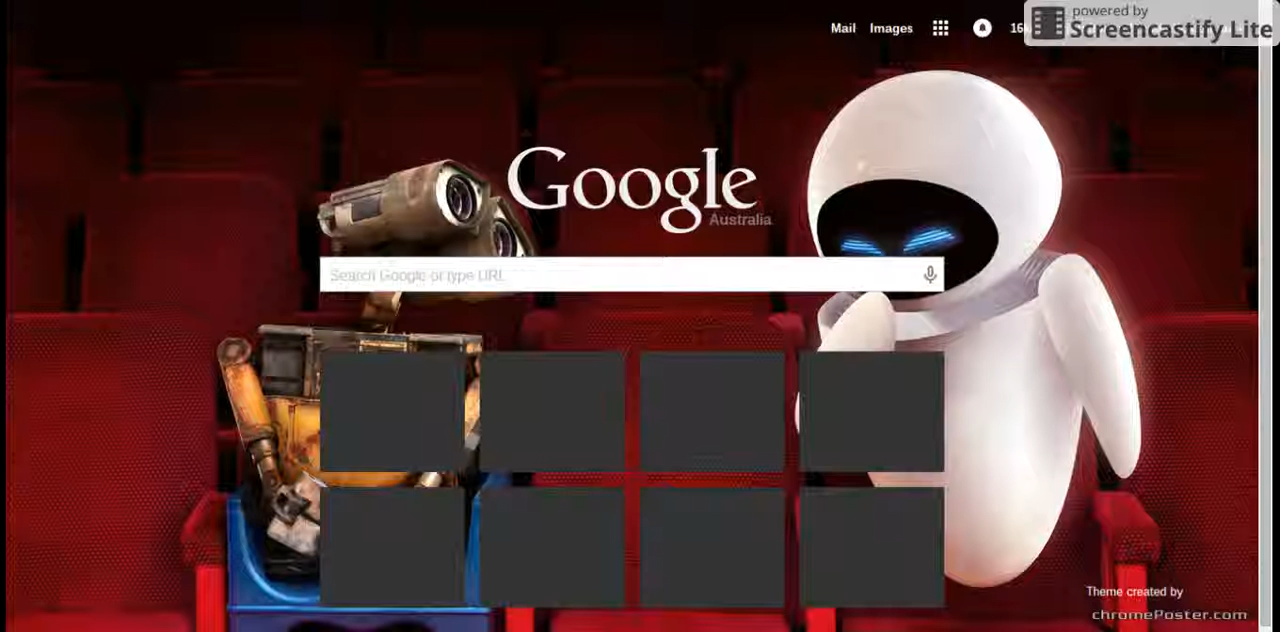 powered by
Screencastify Lite
Mail Images
Google
Australia
Search Google or type URL
Theme created by
chromePoster.com